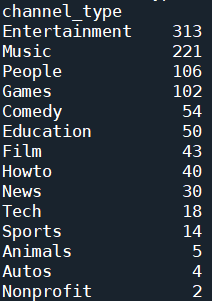 channel_type
Entertainment 313
Music 221
People 106
Games 102
Comedy 54
Education 50
Film 43
Howto 40
News 30
Tech 18
Sports 14
Animals 5
Autos 4
Nonprofit 2